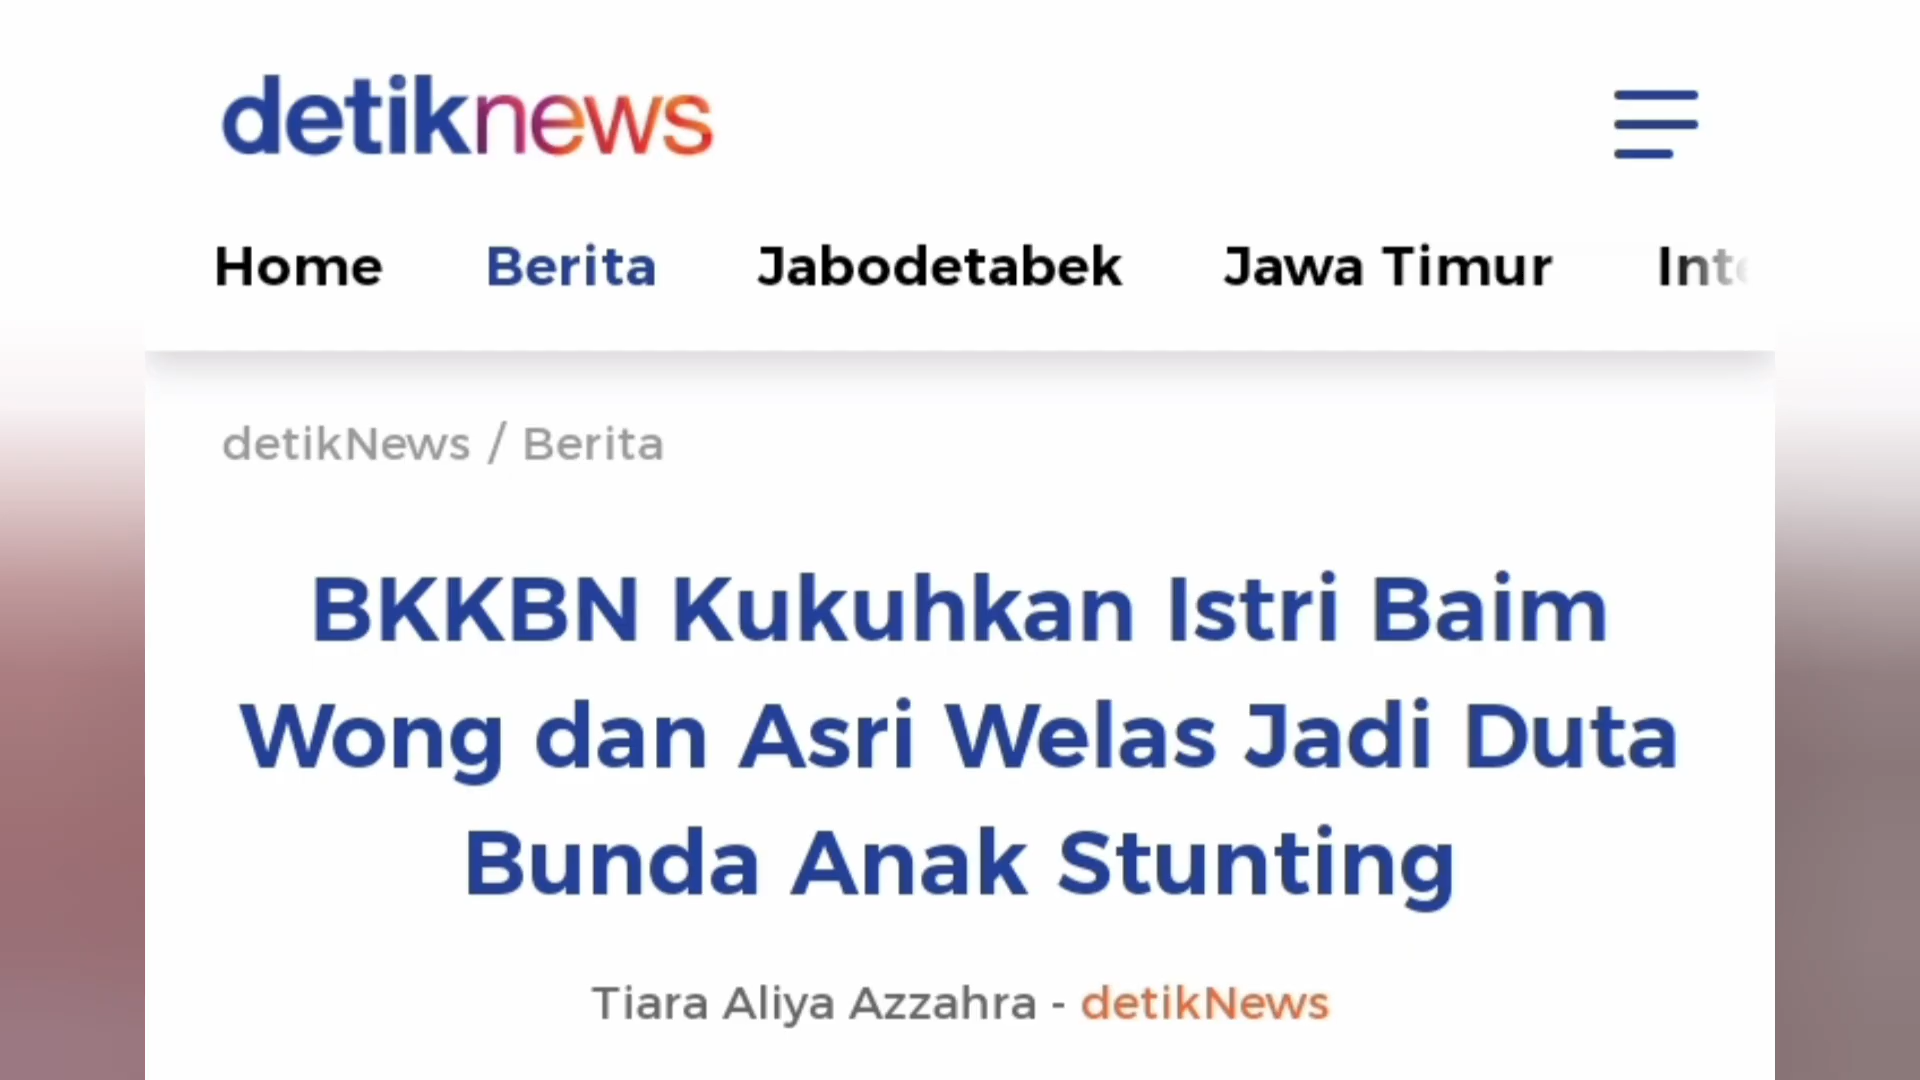 detiknews
Home Berita Jabodetabek Jawa Timur
detikNews / Berita
BKKBN Kukuhkan Istri Baim
Wong dan Asri Welas Jadi Duta
Bunda Anak Stunting
Tiara Aliya Azzahra - detikNews